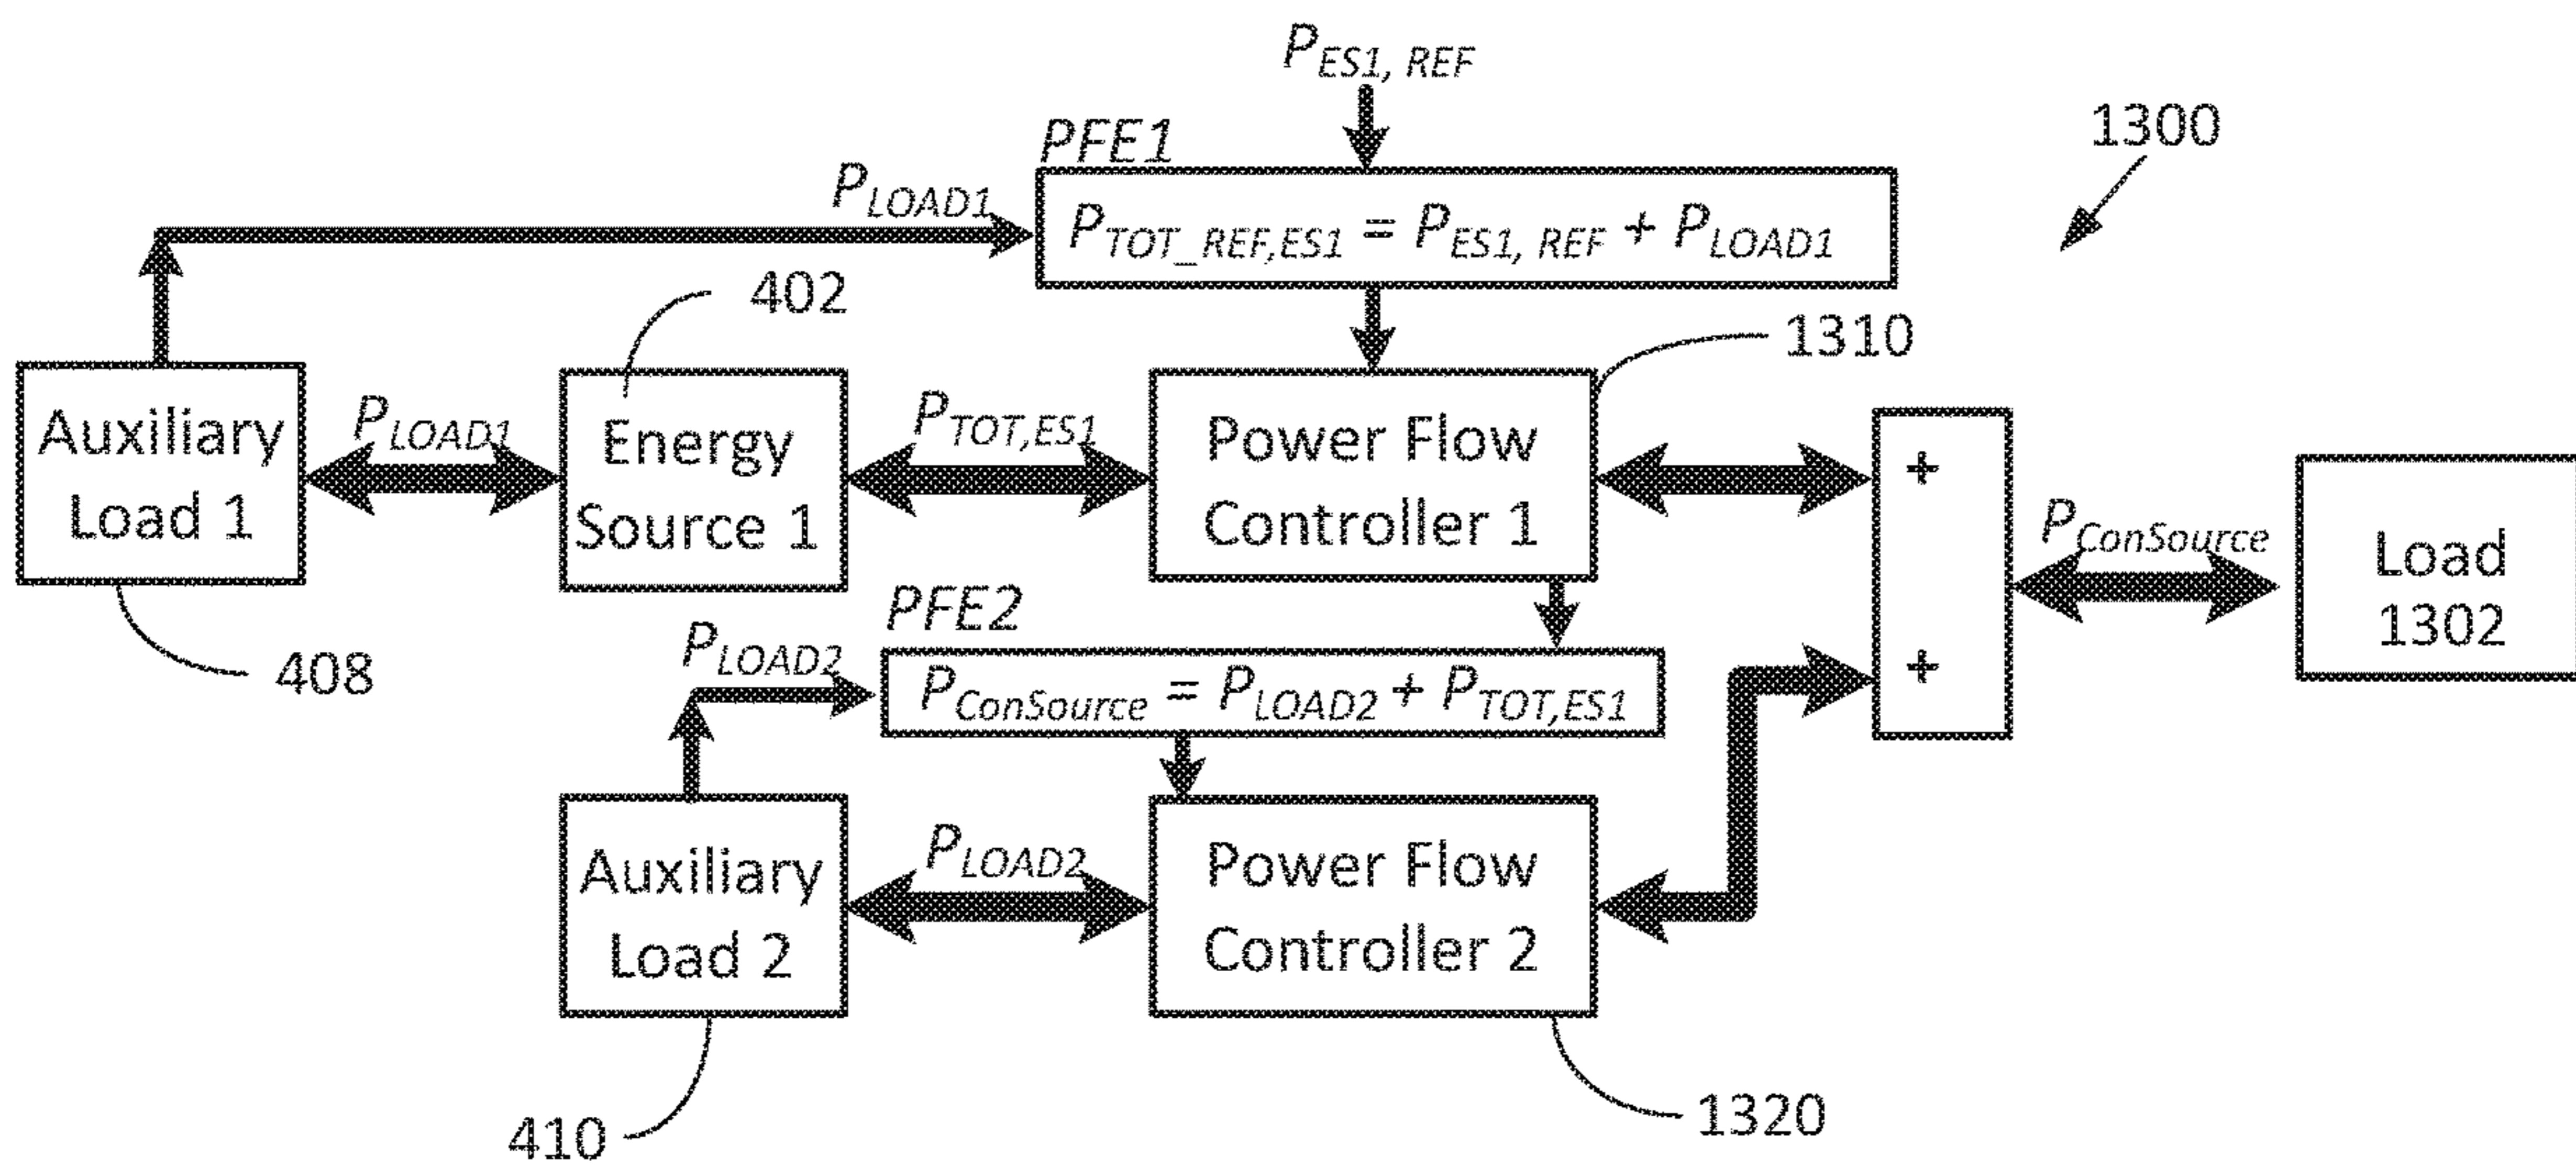 P_ES1, REF
1300
PFE1
P_LOAD1
P_TOT_REF,ES1 = P_ES1, REF + P_LOAD1
402
1310
Auxiliary
Load 1
P_LOAD1
Energy
Source 1
P_TOT,ES1
Power Flow
Controller 1
+
+
P_ConSource
Load
1302
408
PFE2
P_LOAD2
P_ConSource = P_LOAD2 + P_TOT,ES1
Auxiliary
Load 2
P_LOAD2
Power Flow
Controller 2
410
1320